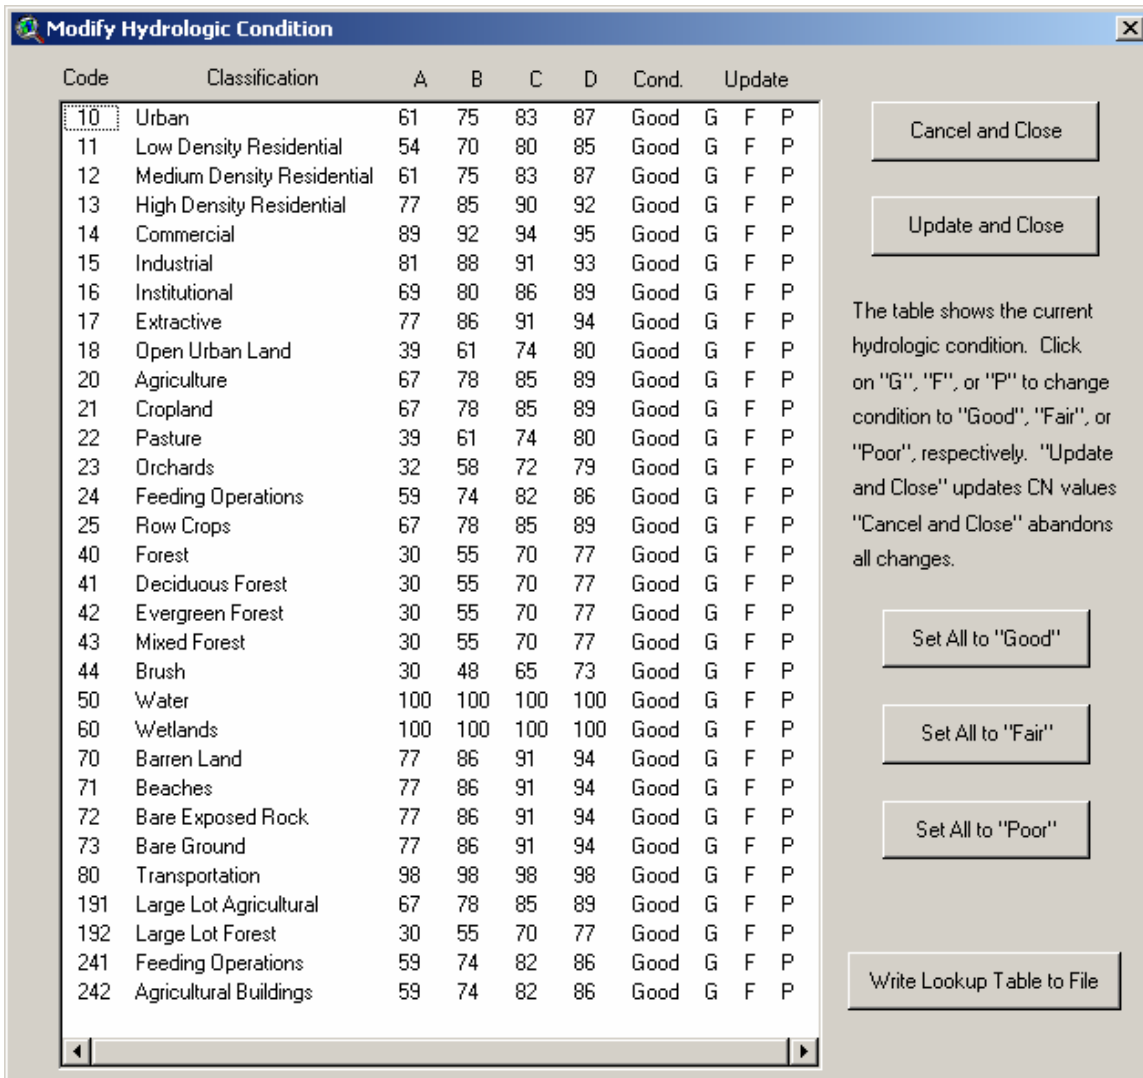 Modify Hydrologic Condition
Code Classification A B C D Cond. Update
10 Urban 61 75 83 87 Good G F P
11 Low Density Residential 54 70 80 85 Good G F P
12 Medium Density Residential 61 75 83 87 Good G F P
13 High Density Residential 77 85 90 92 Good G F P
14 Commercial 89 92 94 95 Good G F P
15 Industrial 81 88 91 93 Good G F P
16 Institutional 69 80 86 89 Good G F P
17 Extractive 77 86 91 94 Good G F P
18 Open Urban Land 39 61 74 80 Good G F P
20 Agriculture 67 78 85 89 Good G F P
21 Cropland 67 78 85 89 Good G F P
22 Pasture 39 61 74 80 Good G F P
23 Orchards 32 58 72 79 Good G F P
24 Feeding Operations 59 74 82 86 Good G F P
25 Row Crops 67 78 85 89 Good G F P
40 Forest 30 55 70 77 Good G F P
41 Deciduous Forest 30 55 70 77 Good G F P
42 Evergreen Forest 30 55 70 77 Good G F P
43 Mixed Forest 30 55 70 77 Good G F P
44 Brush 30 48 65 73 Good G F P
50 Water 100 100 100 100 Good G F P
60 Wetlands 100 100 100 100 Good G F P
70 Barren Land 77 86 91 94 Good G F P
71 Beaches 77 86 91 94 Good G F P
72 Bare Exposed Rock 77 86 91 94 Good G F P
73 Bare Ground 77 86 91 94 Good G F P
80 Transportation 98 98 98 98 Good G F P
191 Large Lot Agricultural 67 78 85 89 Good G F P
192 Large Lot Forest 30 55 70 77 Good G F P
241 Feeding Operations 59 74 82 86 Good G F P
242 Agricultural Buildings 59 74 82 86 Good G F P
Cancel and Close
Update and Close
The table shows the current
hydrologic condition. Click
on "G", "F", or "P" to change
condition to "Good", "Fair", or
"Poor", respectively. "Update
and Close" updates CN values
"Cancel and Close" abandons
all changes.
Set All to "Good"
Set All to "Fair"
Set All to "Poor"
Write Lookup Table to File